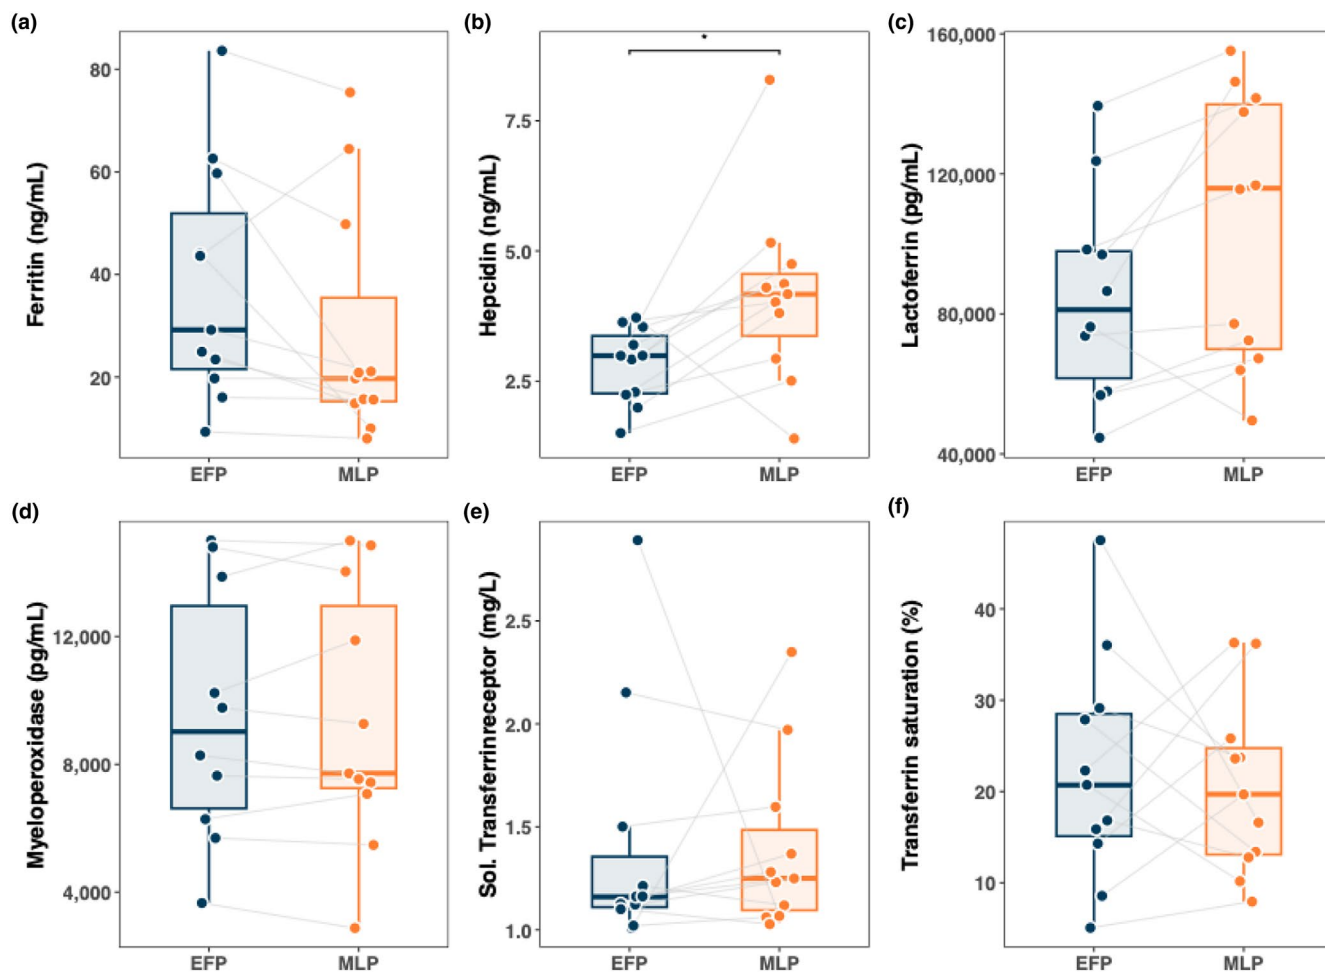 (a)
Ferritin (ng/mL)
80
60
40
20
EFP
MLP
(b)
*
Hepcidin (ng/mL)
7.5
5.0
2.5
EFP
MLP
(c)
Lactoferrin (pg/mL)
160,000
120,000
80,000
40,000
EFP
MLP
(d)
Myeloperoxidase (pg/mL)
12,000
8,000
4,000
EFP
MLP
(e)
Sol. Transferrinreceptor (mg/L)
2.5
2.0
1.5
1.0
EFP
MLP
(f)
Transferrin saturation (%)
40
30
20
10
EFP
MLP